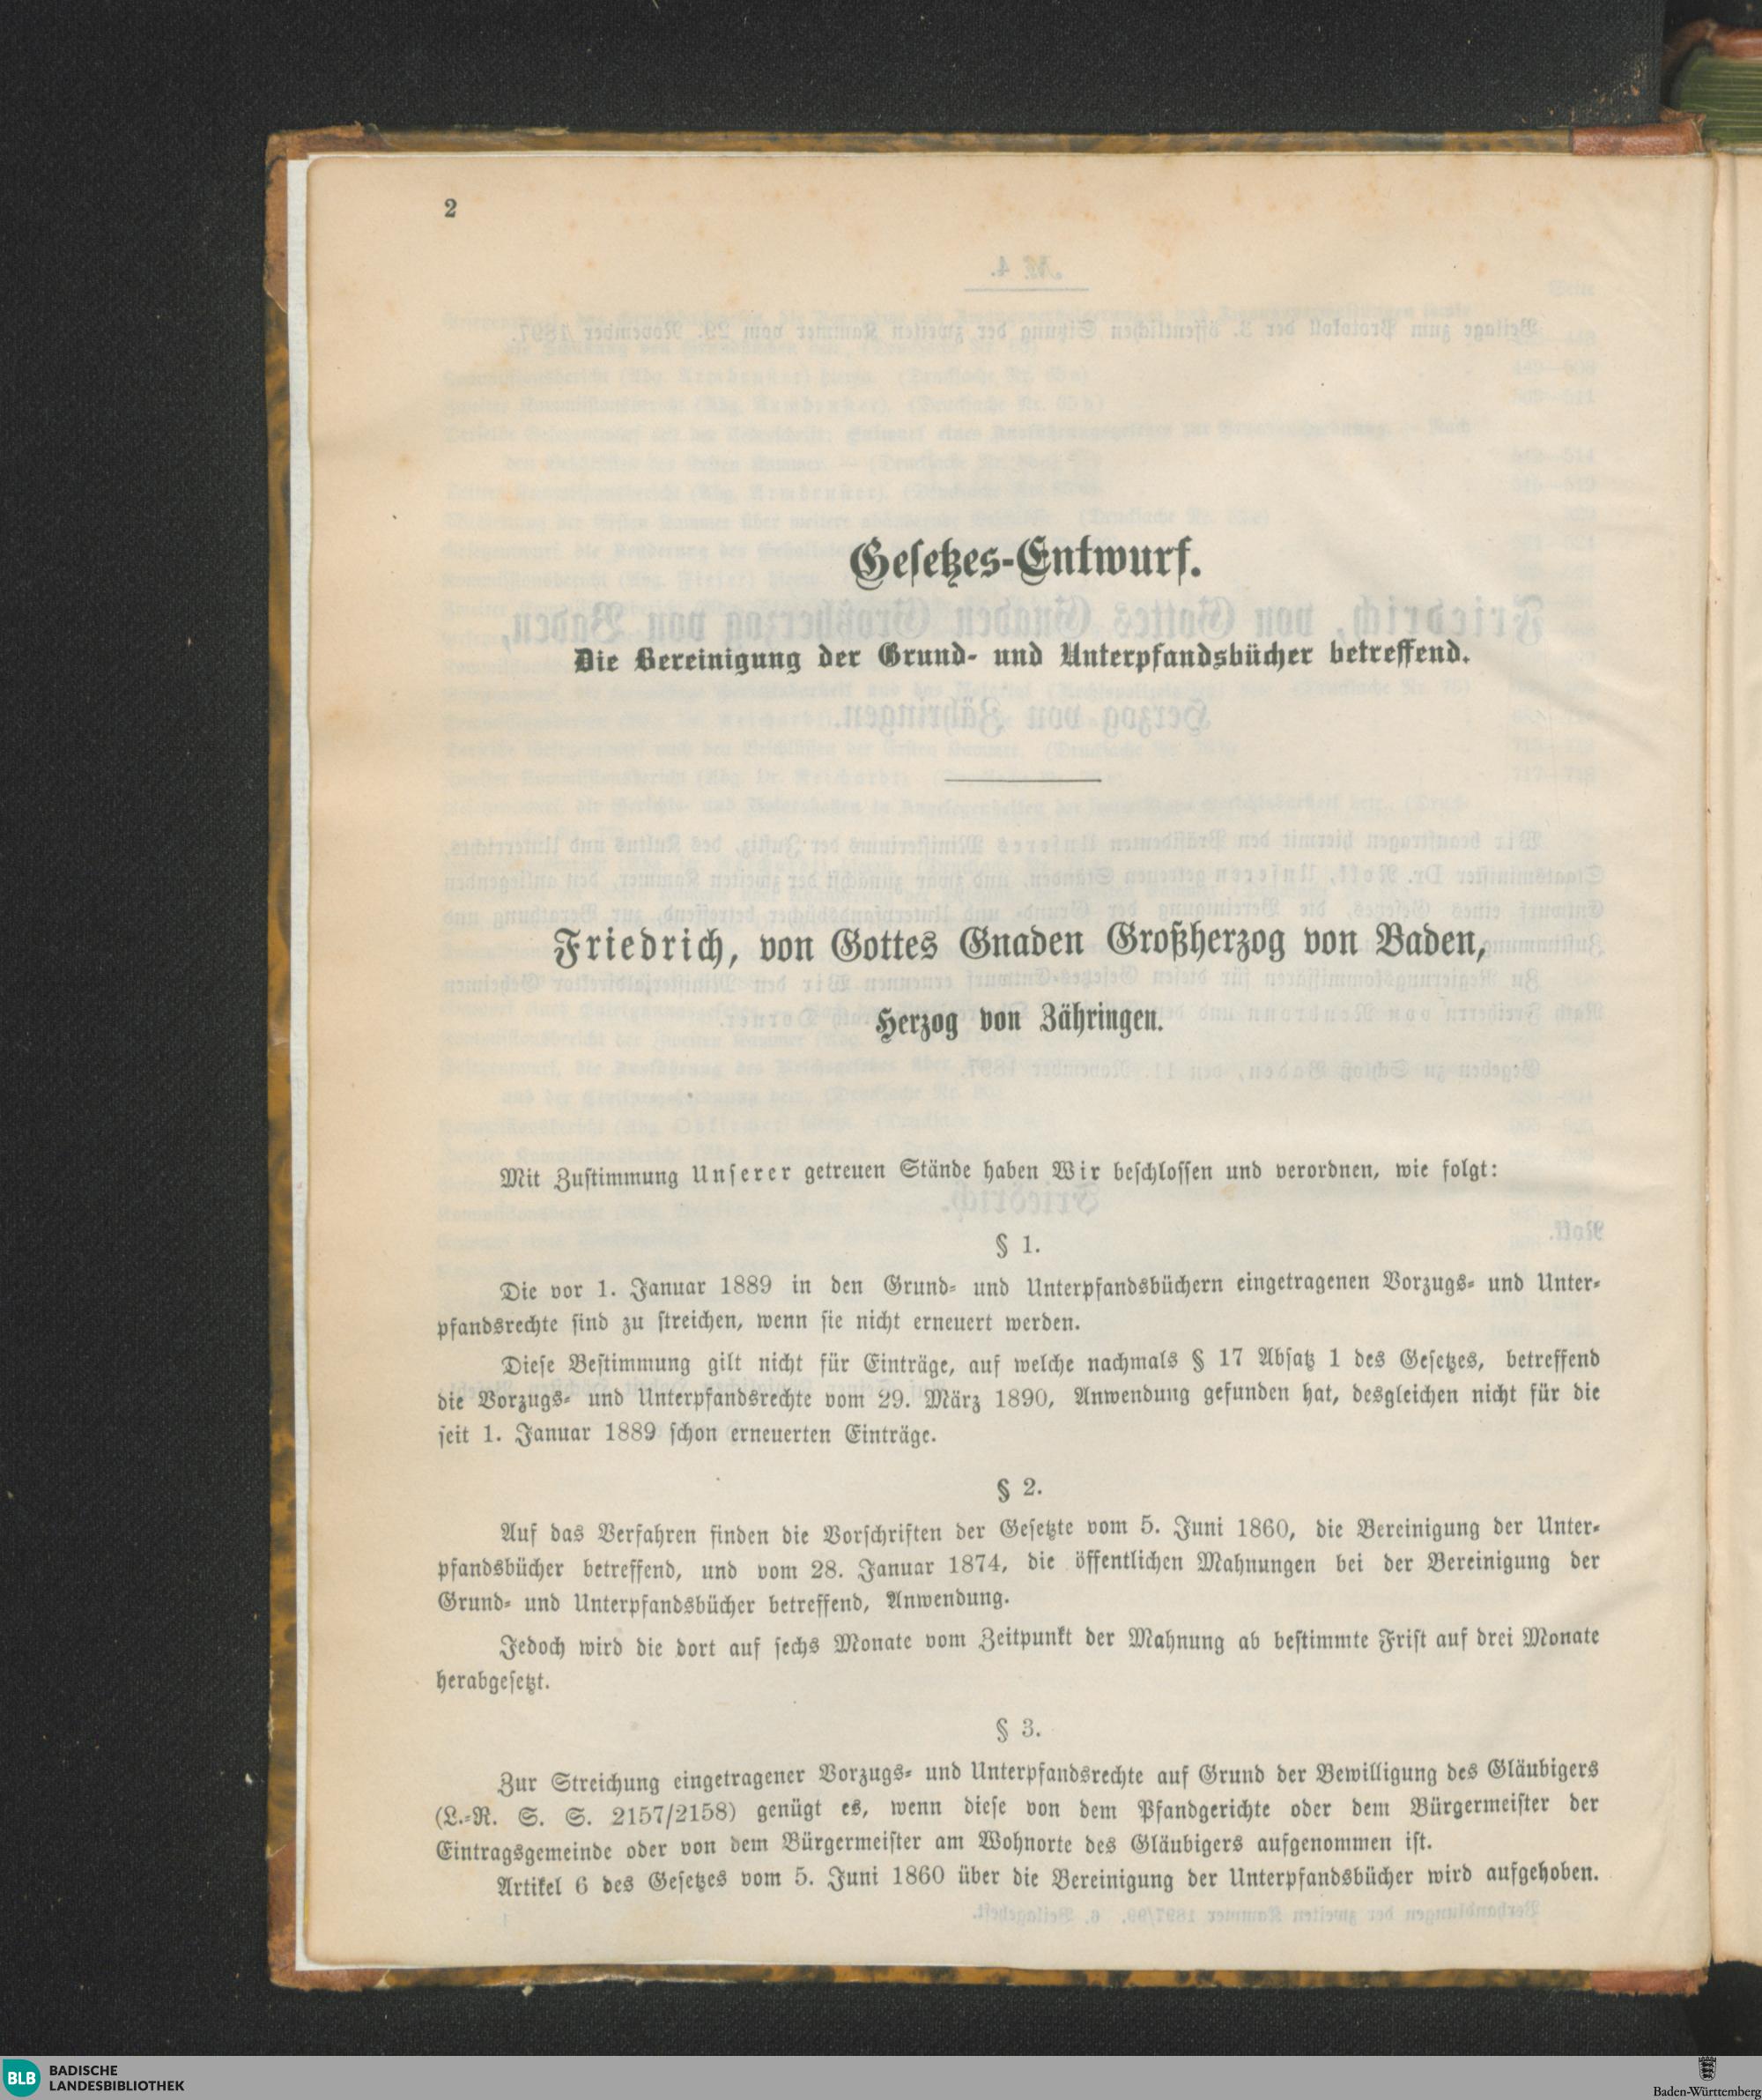 2
Gesetzes-Entwurf.
Die Bereinigung der Grund- und Unterpfandsbücher betreffend.
Friedrich, von Gottes Gnaden Großherzog von Baden,
Herzog von Zähringen.
Mit Zustimmung Unserer getreuen Stände haben Wir beschlossen und verordnen, wie folgt:
§ 1.
Die vor 1. Januar 1889 in den Grund- und Unterpfandsbüchern eingetragenen Vorzugs- und Unter-
pfandsrechte sind zu streichen, wenn sie nicht erneuert werden.
Diese Bestimmung gilt nicht für Einträge, auf welche nachmals § 17 Absatz 1 des Gesetzes, betreffend
die Vorzugs- und Unterpfandsrechte vom 29. März 1890, Anwendung gefunden hat, desgleichen nicht für die
seit 1. Januar 1889 schon erneuerten Einträge.
§ 2.
Auf das Verfahren finden die Vorschriften der Gesetzte vom 5. Juni 1860, die Bereinigung der Unter-
pfandsbücher betreffend, und vom 28. Januar 1874, die öffentlichen Mahnungen bei der Bereinigung der
Grund- und Unterpfandsbücher betreffend, Anwendung.
Jedoch wird die dort auf sechs Monate vom Zeitpunkt der Mahnung ab bestimmte Frist auf drei Monate
herabgesetzt.
§ 3.
Zur Streichung eingetragener Vorzugs- und Unterpfandsrechte auf Grund der Bewilligung des Gläubigers
(L.-R. S. S. 2157/2158) genügt es, wenn diese von dem Pfandgerichte oder dem Bürgermeister der
Eintragsgemeinde oder von dem Bürgermeister am Wohnorte des Gläubigers aufgenommen ist.
Artikel 6 des Gesetzes vom 5. Juni 1860 über die Bereinigung der Unterpfandsbücher wird aufgehoben.
BLB BADISCHE
LANDESBIBLIOTHEK
Baden-Württemberg